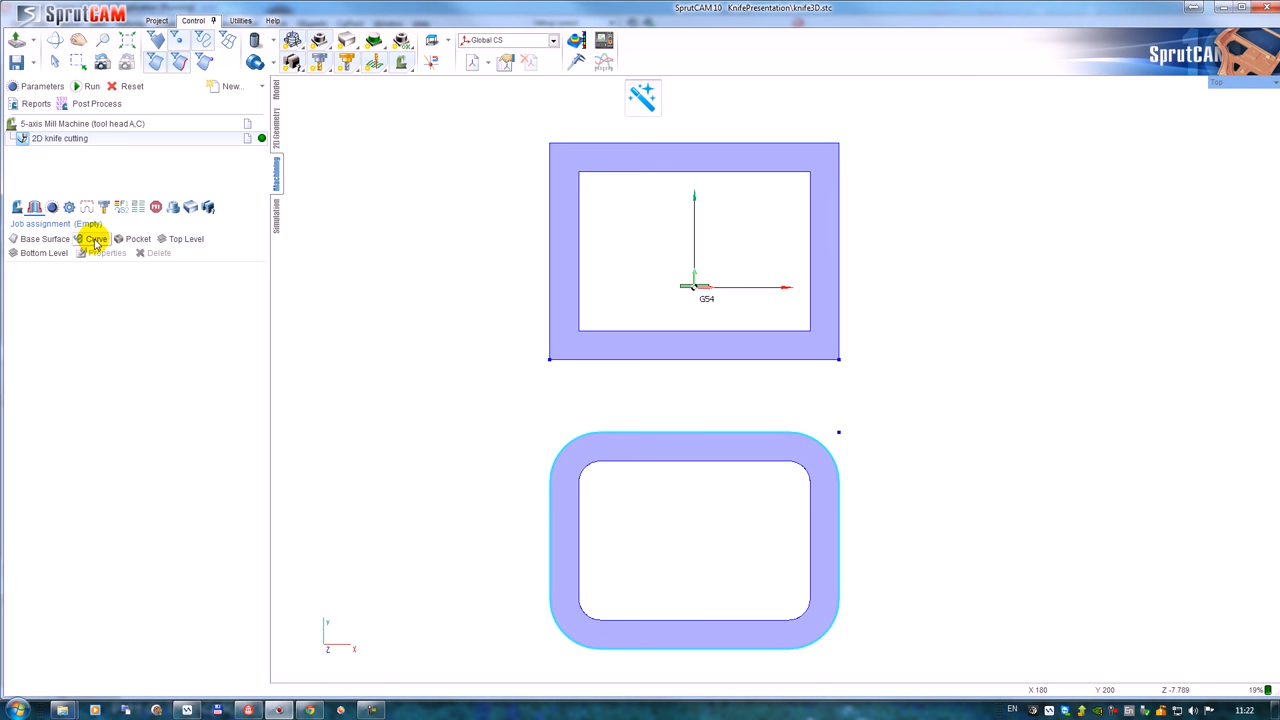 SprutCAM
Project Control Utilities Help
SprutCAM 10 KnifePresentation\knife3D.stc
Global CS
SprutCAM
Top
Parameters Run Reset New...
Reports Post Process
5-axis Mill Machine (tool head A,C)
2D knife cutting
Model
2D Geometry
Machining
Simulation
Job assignment (Empty)
Base Surface Curve Pocket Top Level
Bottom Level Properties Delete
G54
y
Z X
X 180 Y 200 Z -7.789 19%
EN 11:22